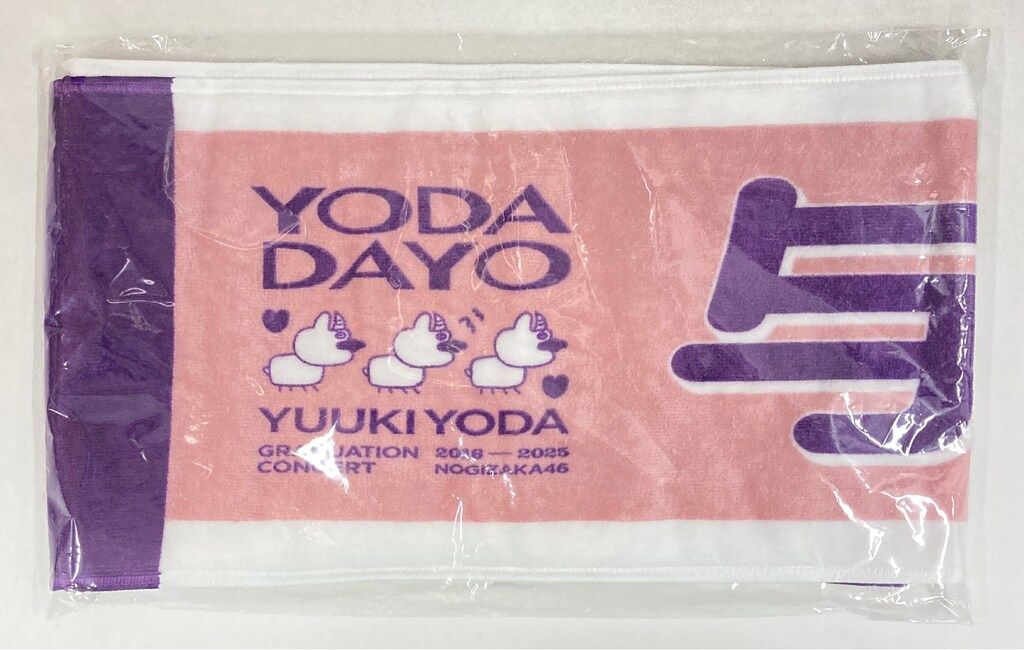 YODA
DAYO
YUUKI YODA
GRADUATION 2016 — 2025
CONCERT NOGIZAKA46